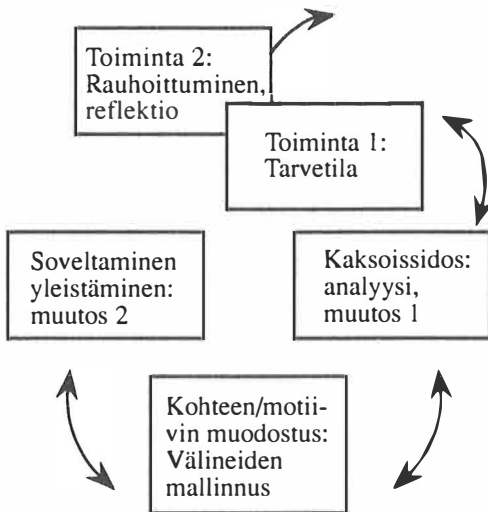 Toiminta 2:
Rauhoittuminen,
reflektio
Toiminta 1:
Tarvetila
Soveltaminen
yleistäminen:
muutos 2
Kaksoissidos:
analyysi,
muutos 1
Kohteen/motii-
vin muodostus:
Välineiden
mallinnus